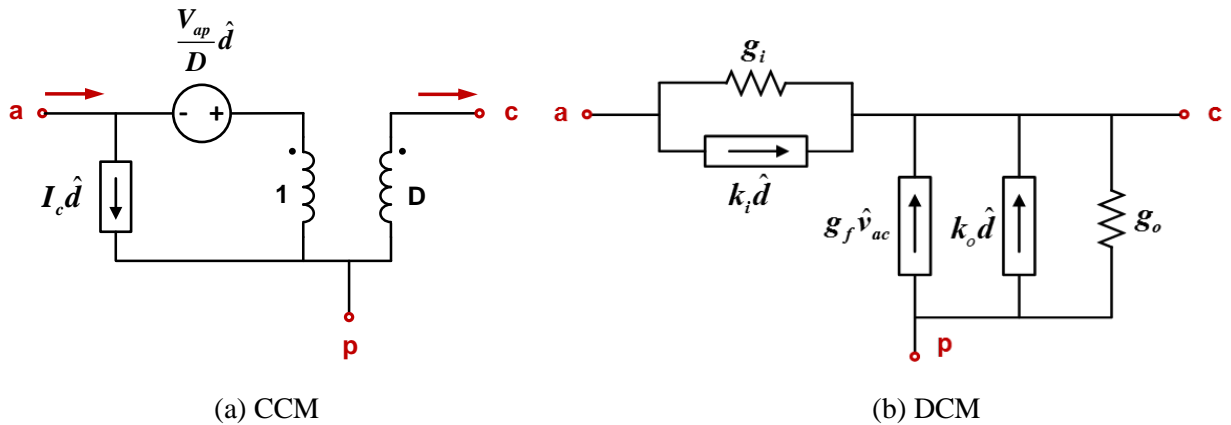 V_ap/D d̂
a
- +
c
I_c d̂
1
D
p
(a) CCM
g_i
a
c
k_i d̂
g_f v̂_ac
k_o d̂
g_o
p
(b) DCM